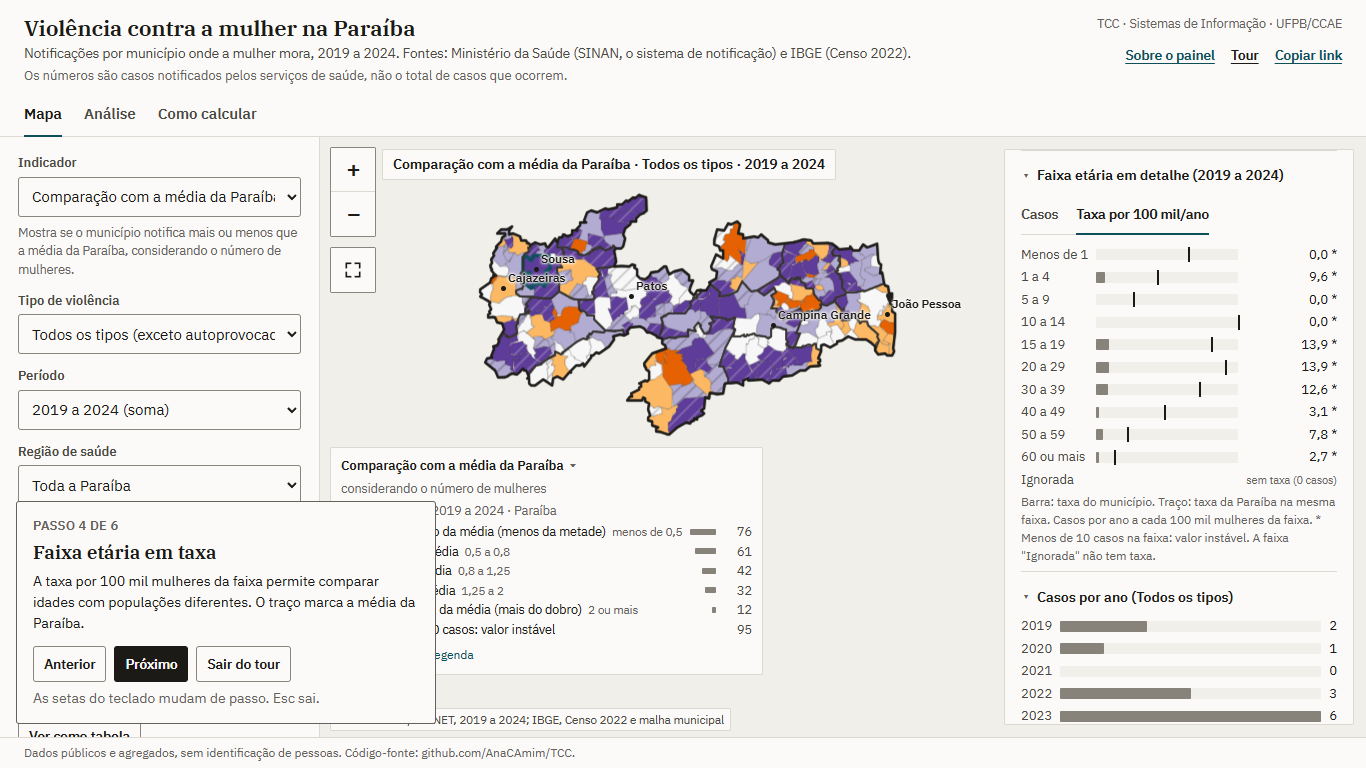 Violência contra a mulher na Paraíba
Notificações por município onde a mulher mora, 2019 a 2024. Fontes: Ministério da Saúde (SINAN, o sistema de notificação) e IBGE (Censo 2022).
Os números são casos notificados pelos serviços de saúde, não o total de casos que ocorrem.
TCC · Sistemas de Informação · UFPB/CCAE
Sobre o painel Tour Copiar link
Mapa Análise Como calcular
Indicador
Comparação com a média da Paraíba
Mostra se o município notifica mais ou menos que
a média da Paraíba, considerando o número de
mulheres.
Tipo de violência
Todos os tipos (exceto autoprovocac
Período
2019 a 2024 (soma)
Região de saúde
Toda a Paraíba
PASSO 4 DE 6
Faixa etária em taxa
A taxa por 100 mil mulheres da faixa permite comparar
idades com populações diferentes. O traço marca a média da
Paraíba.
Anterior Próximo Sair do tour
As setas do teclado mudam de passo. Esc sai.
Ver como tabela
+
−
Comparação com a média da Paraíba · Todos os tipos · 2019 a 2024
Sousa
Cajazeiras
Patos
João Pessoa
Campina Grande
Comparação com a média da Paraíba
considerando o número de mulheres
2019 a 2024 · Paraíba
o da média (menos da metade) menos de 0,5 76
édia 0,5 a 0,8 61
dia 0,8 a 1,25 42
édia 1,25 a 2 32
da média (mais do dobro) 2 ou mais 12
0 casos: valor instável 95
egenda
NET, 2019 a 2024; IBGE, Censo 2022 e malha municipal
Faixa etária em detalhe (2019 a 2024)
Casos Taxa por 100 mil/ano
Menos de 1 0,0 *
1 a 4 9,6 *
5 a 9 0,0 *
10 a 14 0,0 *
15 a 19 13,9 *
20 a 29 13,9 *
30 a 39 12,6 *
40 a 49 3,1 *
50 a 59 7,8 *
60 ou mais 2,7 *
Ignorada sem taxa (0 casos)
Barra: taxa do município. Traço: taxa da Paraíba na mesma
faixa. Casos por ano a cada 100 mil mulheres da faixa. *
Menos de 10 casos na faixa: valor instável. A faixa
"Ignorada" não tem taxa.
Casos por ano (Todos os tipos)
2019 2
2020 1
2021 0
2022 3
2023 6
Dados públicos e agregados, sem identificação de pessoas. Código-fonte: github.com/AnaCAmim/TCC.